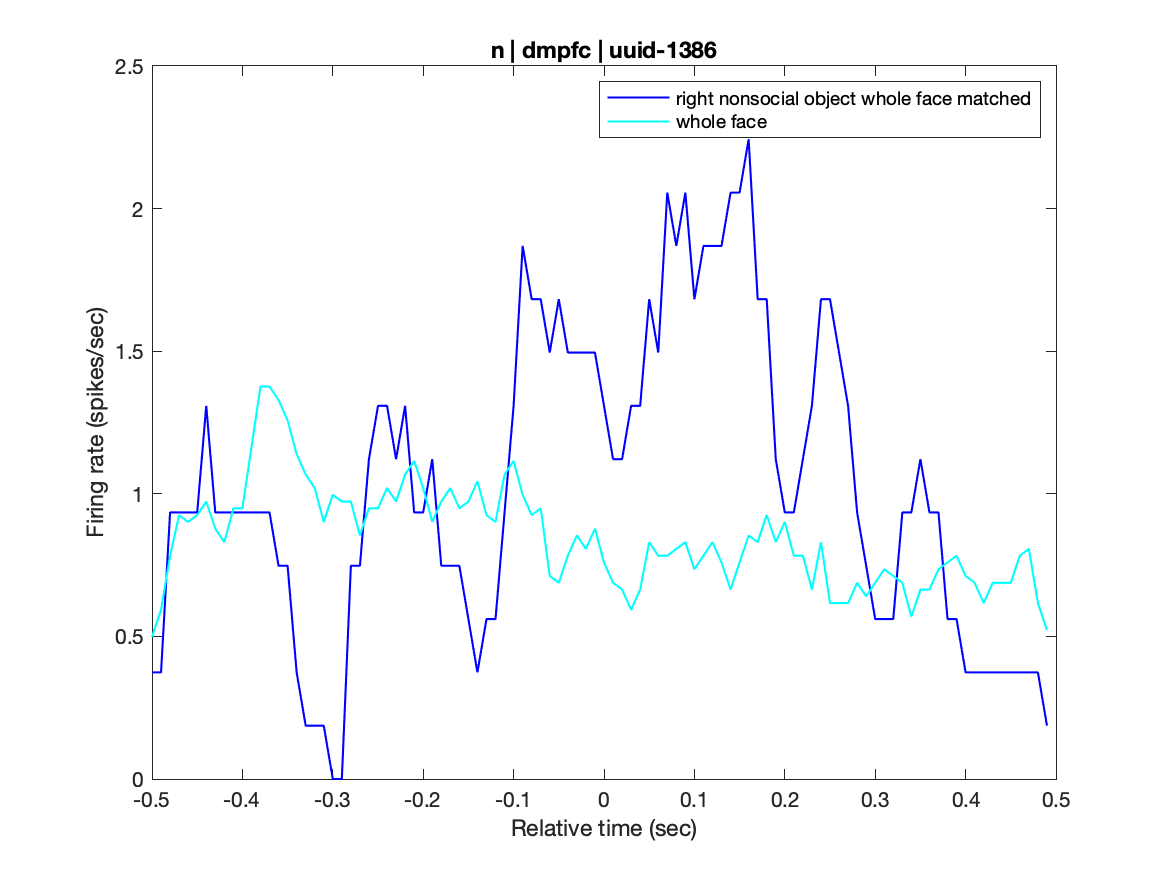 n | dmpfc | uuid-1386
right nonsocial object whole face matched
whole face
Firing rate (spikes/sec)
2.5
2
1.5
1
0.5
0
-0.5 -0.4 -0.3 -0.2 -0.1 0 0.1 0.2 0.3 0.4 0.5
Relative time (sec)